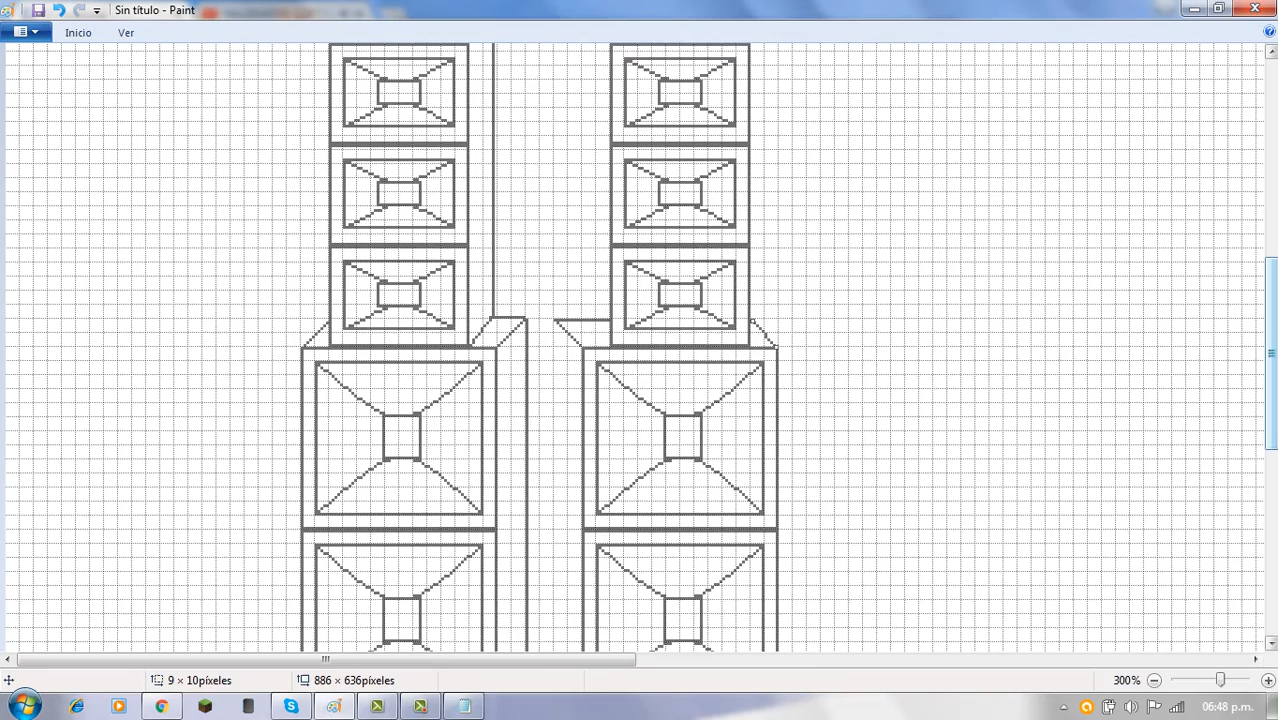 Sin título - Paint
Inicio Ver
9 × 10píxeles 886 × 636píxeles 300%
06:48 p.m.